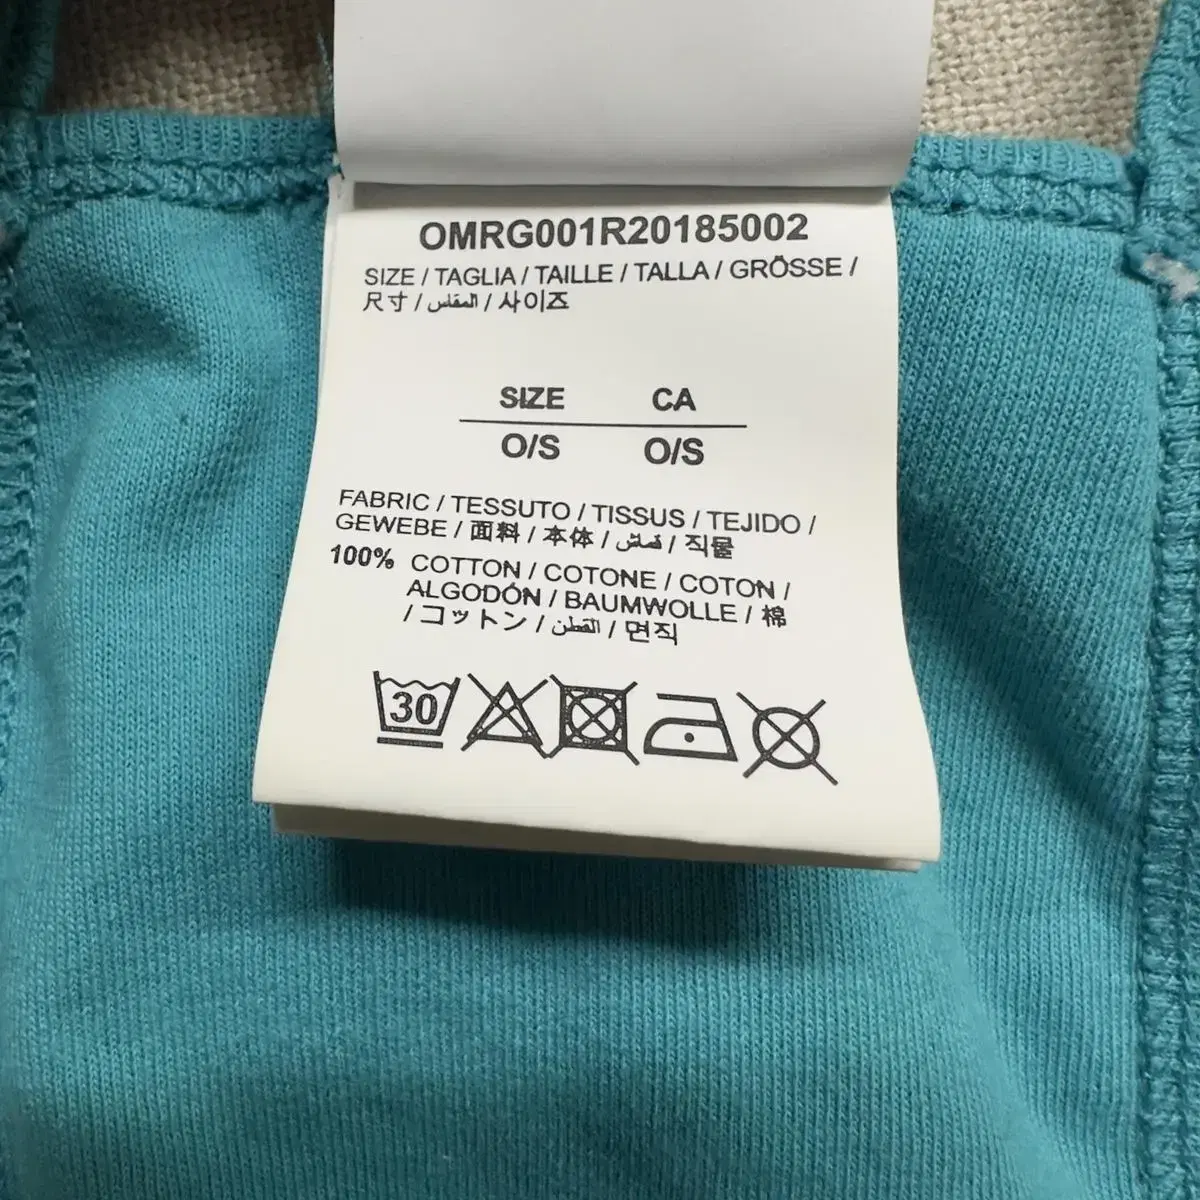 OMRG001R20185002
SIZE / TAGLIA / TAILLE / TALLA / GRÖSSE /
尺寸 / المقاس / 사이즈
SIZE CA
O/S O/S
FABRIC / TESSUTO / TISSUS / TEJIDO /
GEWEBE / 面料 / 本体 / قماش / 직물
100% COTTON / COTONE / COTON /
ALGODÓN / BAUMWOLLE / 棉
/ コットン / القطن / 면직
30